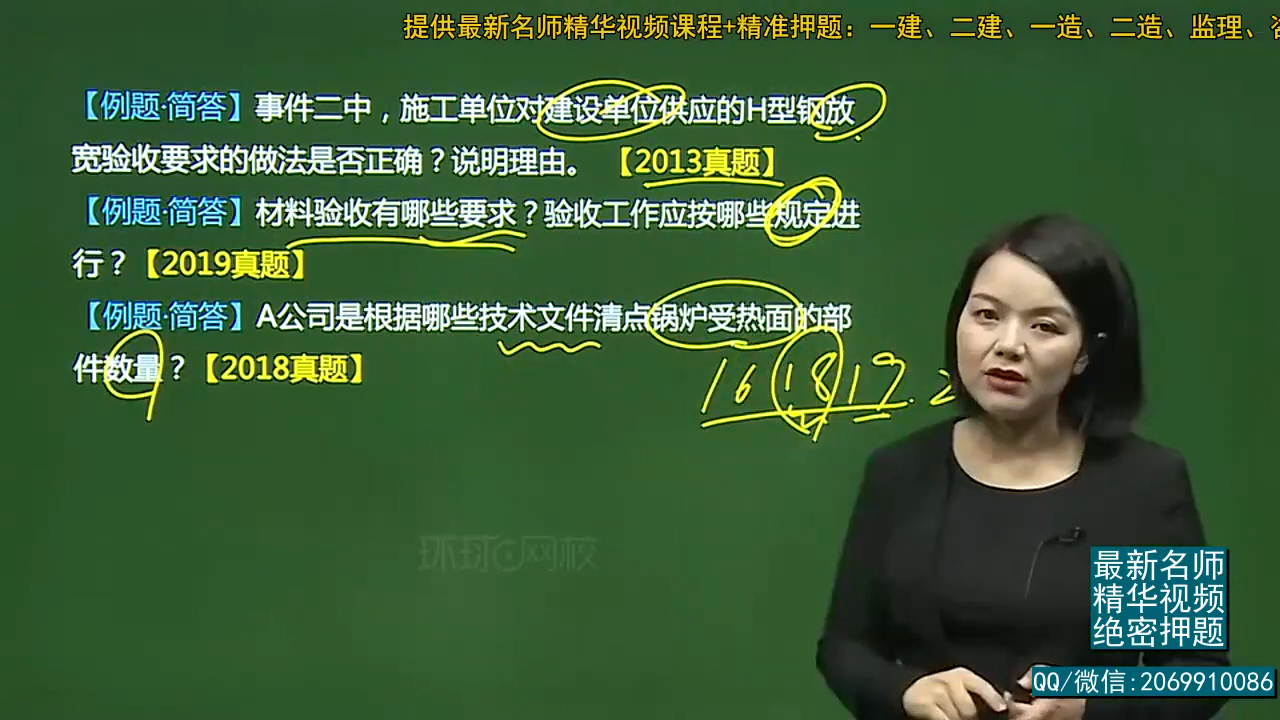 提供最新名师精华视频课程+精准押题：一建、二建、一造、二造、监理、
【例题·简答】事件二中，施工单位对建设单位供应的H型钢放
宽验收要求的做法是否正确？说明理由。 【2013真题】
【例题·简答】材料验收有哪些要求？验收工作应按哪些规定进
行？【2019真题】
【例题·简答】A公司是根据哪些技术文件清点锅炉受热面的部
件数量？【2018真题】
16 18 19. 2
环球网校
最新名师
精华视频
绝密押题
QQ/微信:2069910086